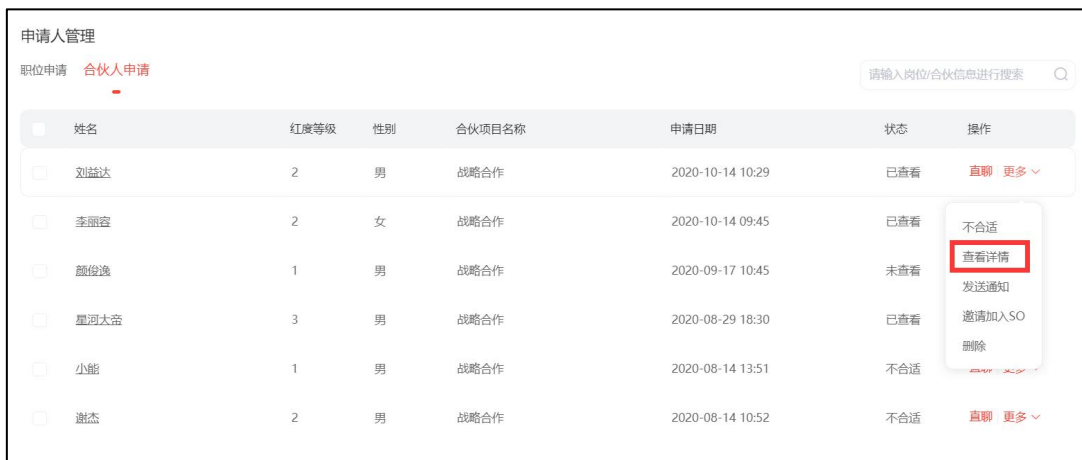 申请人管理
职位申请 合伙人申请
请输入岗位/合伙信息进行搜索
姓名 红度等级 性别 合伙项目名称 申请日期 状态 操作
刘益达 2 男 战略合作 2020-10-14 10:29 已查看 直聊 更多
李丽容 2 女 战略合作 2020-10-14 09:45 已查看
不合适
查看详情
颜俊逸 1 男 战略合作 2020-09-17 10:45 未查看
发送通知
星河大帝 3 男 战略合作 2020-08-29 18:30 已查看
邀请加入SO
删除
小能 1 男 战略合作 2020-08-14 13:51 不合适
谢杰 2 男 战略合作 2020-08-14 10:52 不合适 直聊 更多